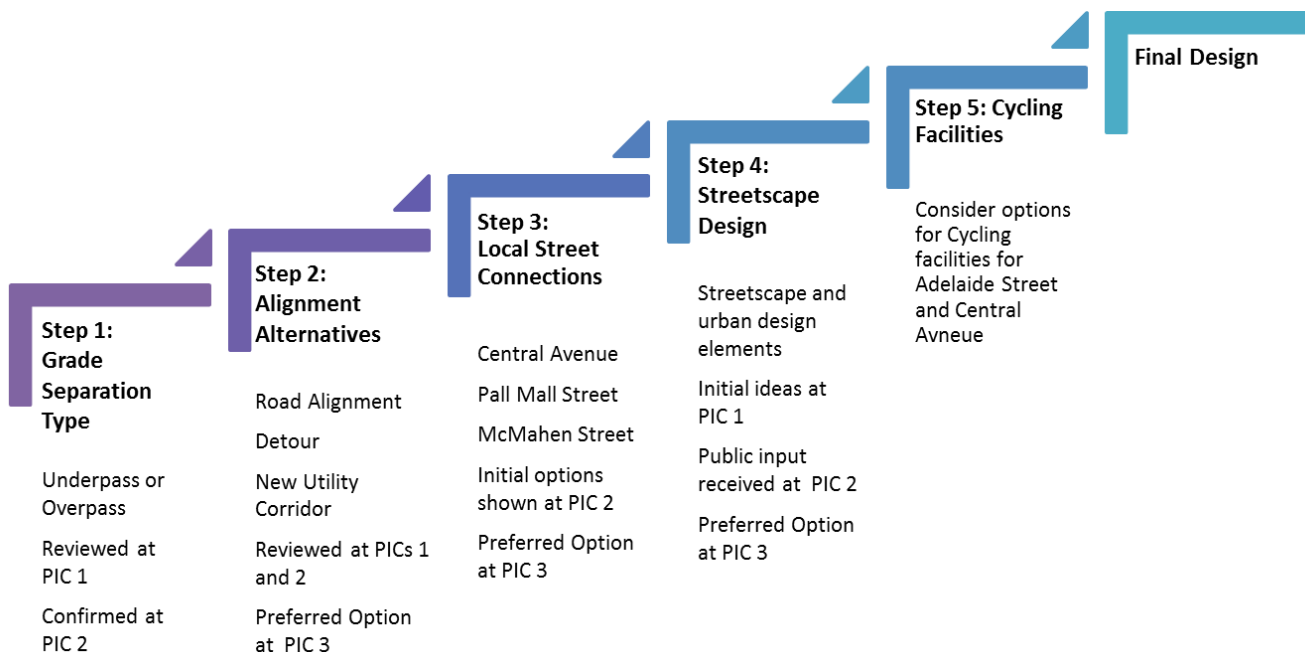 Step 1:
Grade
Separation
Type
Underpass or
Overpass
Reviewed at
PIC 1
Confirmed at
PIC 2
Step 2:
Alignment
Alternatives
Road Alignment
Detour
New Utility
Corridor
Reviewed at PICs 1
and 2
Preferred Option
at PIC 3
Step 3:
Local Street
Connections
Central Avenue
Pall Mall Street
McMahen Street
Initial options
shown at PIC 2
Preferred Option
at PIC 3
Step 4:
Streetscape
Design
Streetscape and
urban design
elements
Initial ideas at
PIC 1
Public input
received at PIC 2
Preferred Option
at PIC 3
Step 5: Cycling
Facilities
Consider options
for Cycling
facilities for
Adelaide Street
and Central
Avneue
Final Design